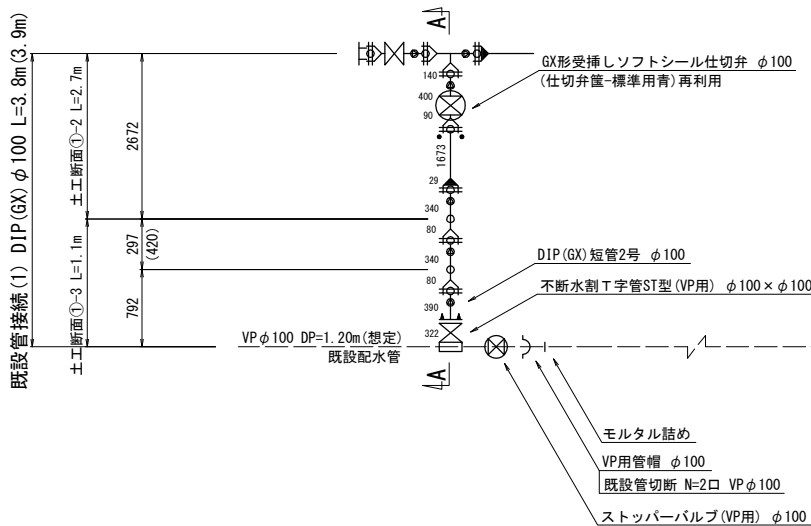 A
既設管接続(1) DIP(GX)φ100 L=3.8m(3.9m)
土工断面①-2 L=2.7m
土工断面①-3 L=1.1m
2672
297
(420)
792
140
400
90
1673
29
340
80
340
80
390
322
GX形受挿しソフトシール仕切弁 φ100
(仕切弁筐-標準用青)再利用
DIP(GX)短管2号 φ100
不断水割T字管ST型(VP用) φ100×φ100
VPφ100 DP=1.20m(想定)
既設配水管
A
モルタル詰め
VP用管帽 φ100
既設管切断 N=2口 VPφ100
ストッパーバルブ(VP用) φ100